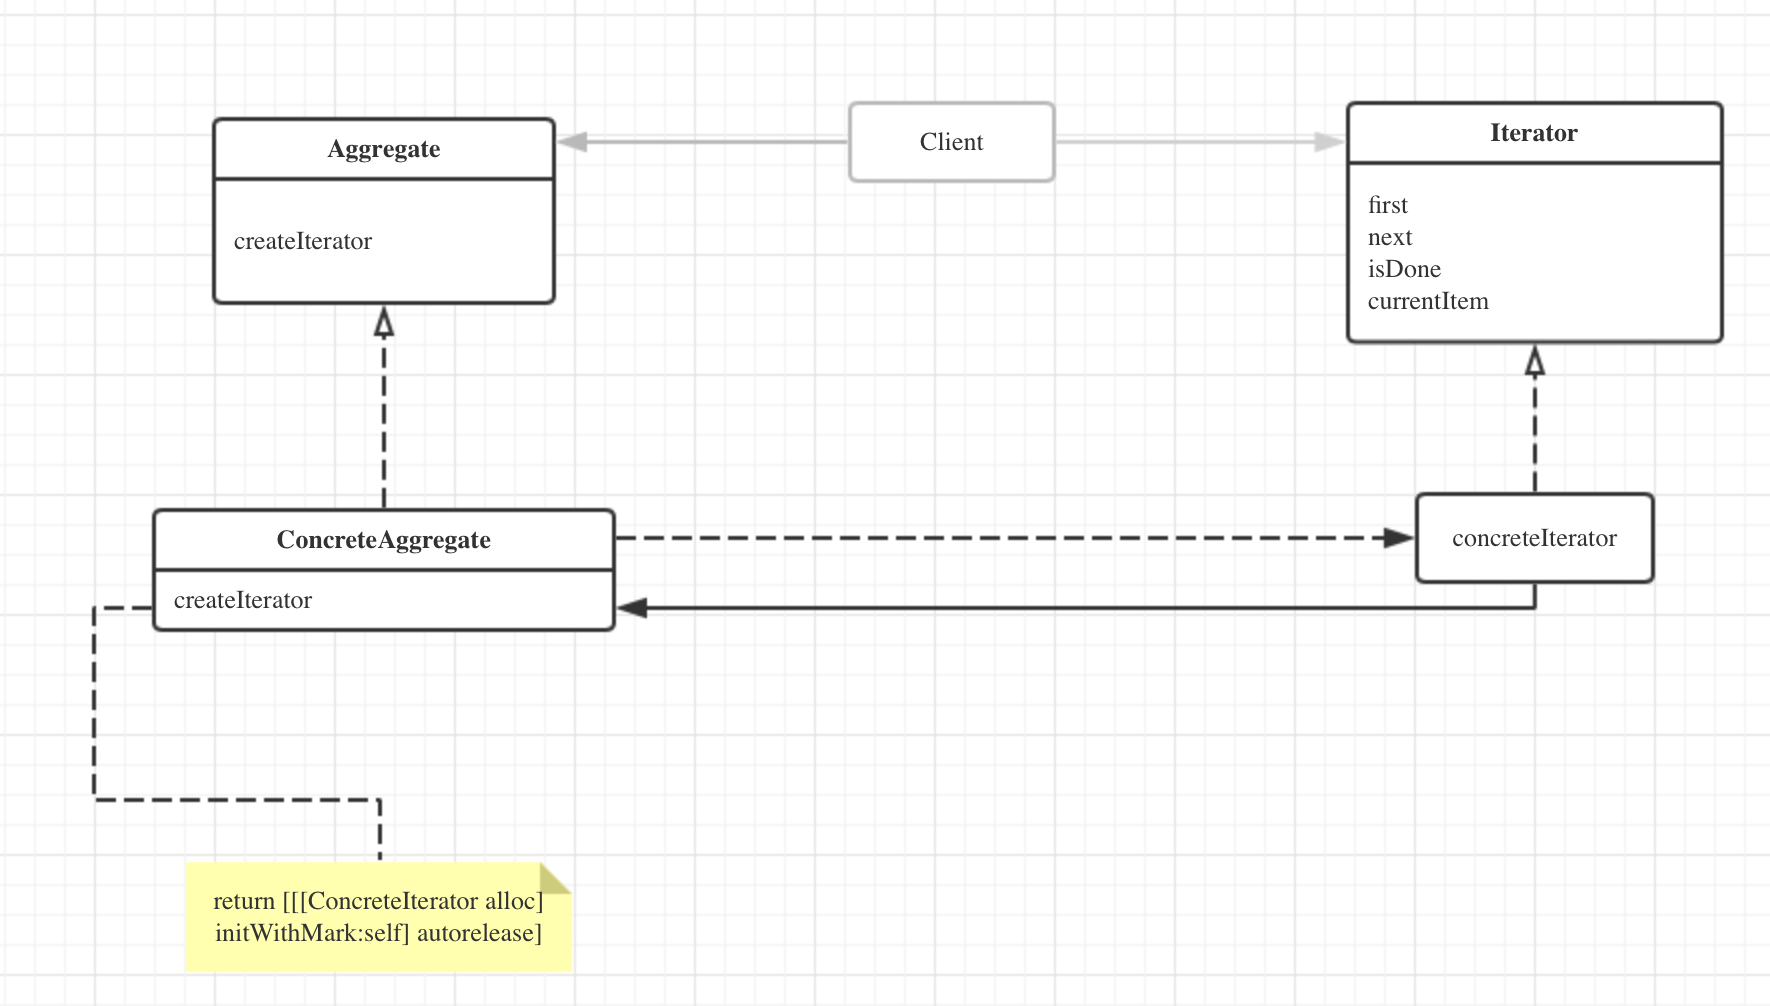 Aggregate
createIterator
Client
Iterator
first
next
isDone
currentItem
ConcreteAggregate
createIterator
concreteIterator
return [[[ConcreteIterator alloc]
initWithMark:self] autorelease]